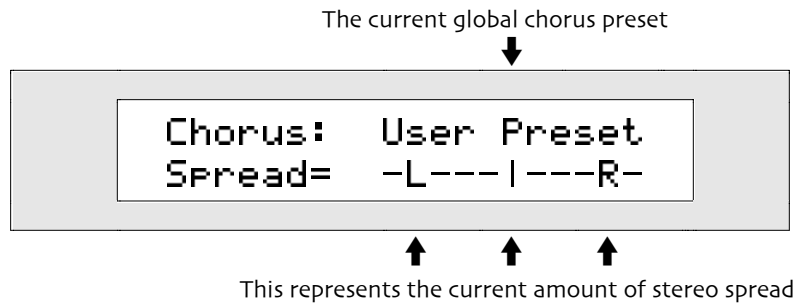 The current global chorus preset
Chorus: User Preset
Spread= -L---|---R-
This represents the current amount of stereo spread